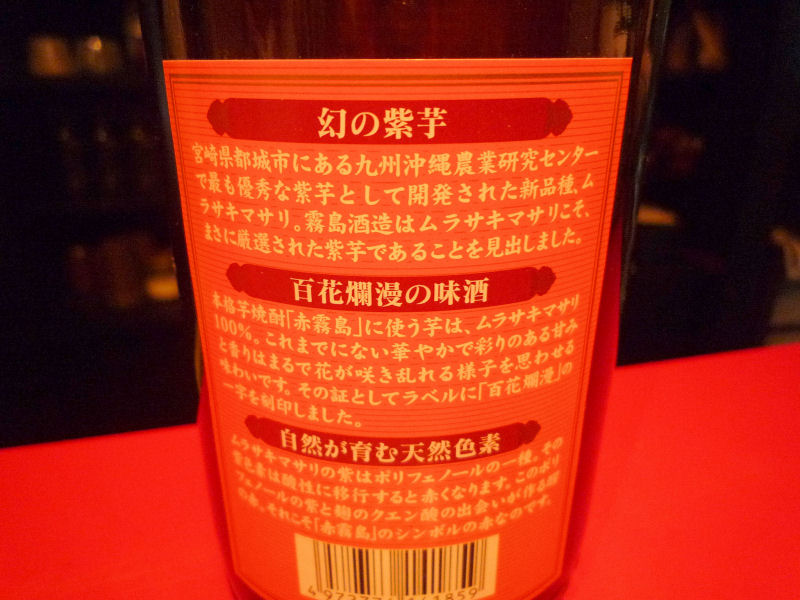 幻の紫芋
宮崎県都城市にある九州沖縄農業研究センター
で最も優秀な紫芋として開発された新品種、ム
ラサキマサリ。霧島酒造はムラサキマサリこそ、
まさに厳選された紫芋であることを見出しました。
百花爛漫の味酒
本格芋焼酎「赤霧島」に使う芋は、ムラサキマサリ
100%。これまでにない華やかで彩りのある甘み
と香りはまるで花が咲き乱れる様子を思わせる
味わいです。その証としてラベルに「百花爛漫」の
一字を刻印しました。
自然が育む天然色素
ムラサキマサリの紫はポリフェノールの一種。その
紫色素は酸性に移行すると赤くなります。このポリ
フェノールの紫と麹のクエン酸の出会いが作る醪
の赤。それこそ「赤霧島」のシンボルの赤なのです。